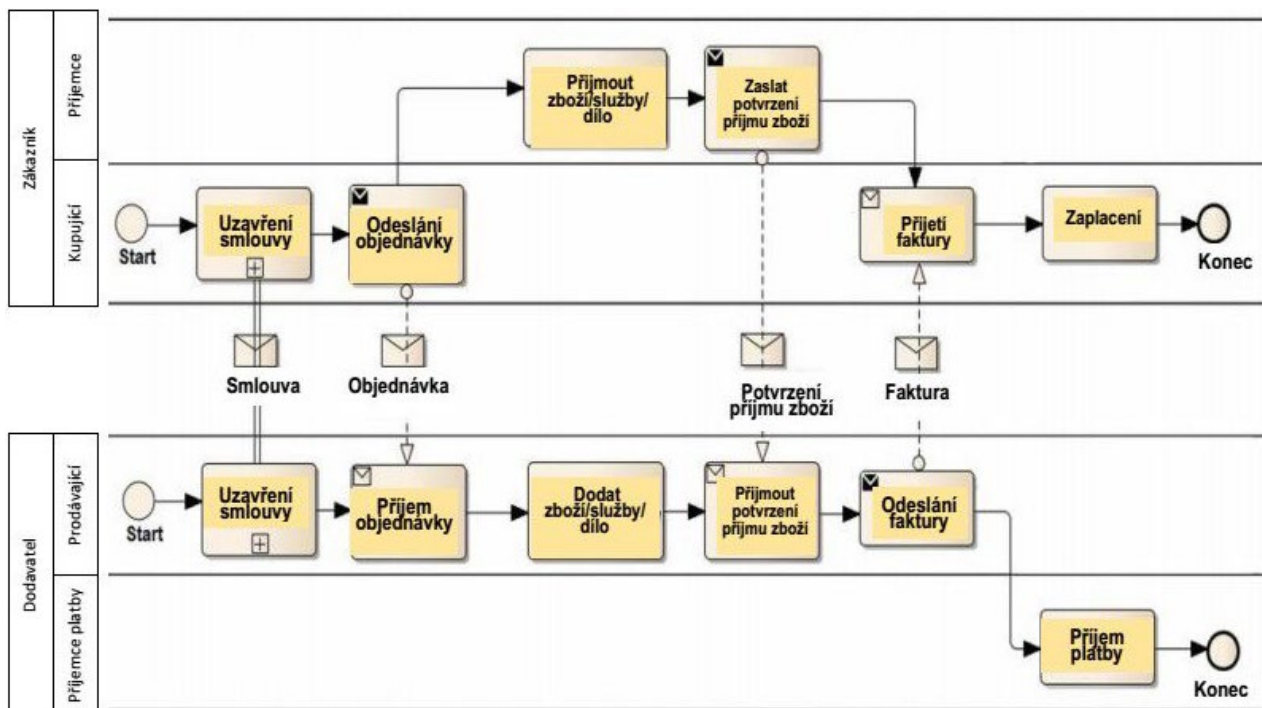 Zákazník
Příjemce
Přijmout
zboží/služby/
dílo
Zaslat
potvrzení
příjmu zboží
Kupující
Start
Uzavření
smlouvy
Odeslání
objednávky
Přijetí
faktury
Zaplacení
Konec
Smlouva
Objednávka
Potvrzení
příjmu zboží
Faktura
Dodavatel
Prodávající
Start
Uzavření
smlouvy
Příjem
objednávky
Dodat
zboží/služby/
dílo
Přijmout
potvrzení
příjmu zboží
Odeslání
faktury
Příjemce platby
Příjem
platby
Konec